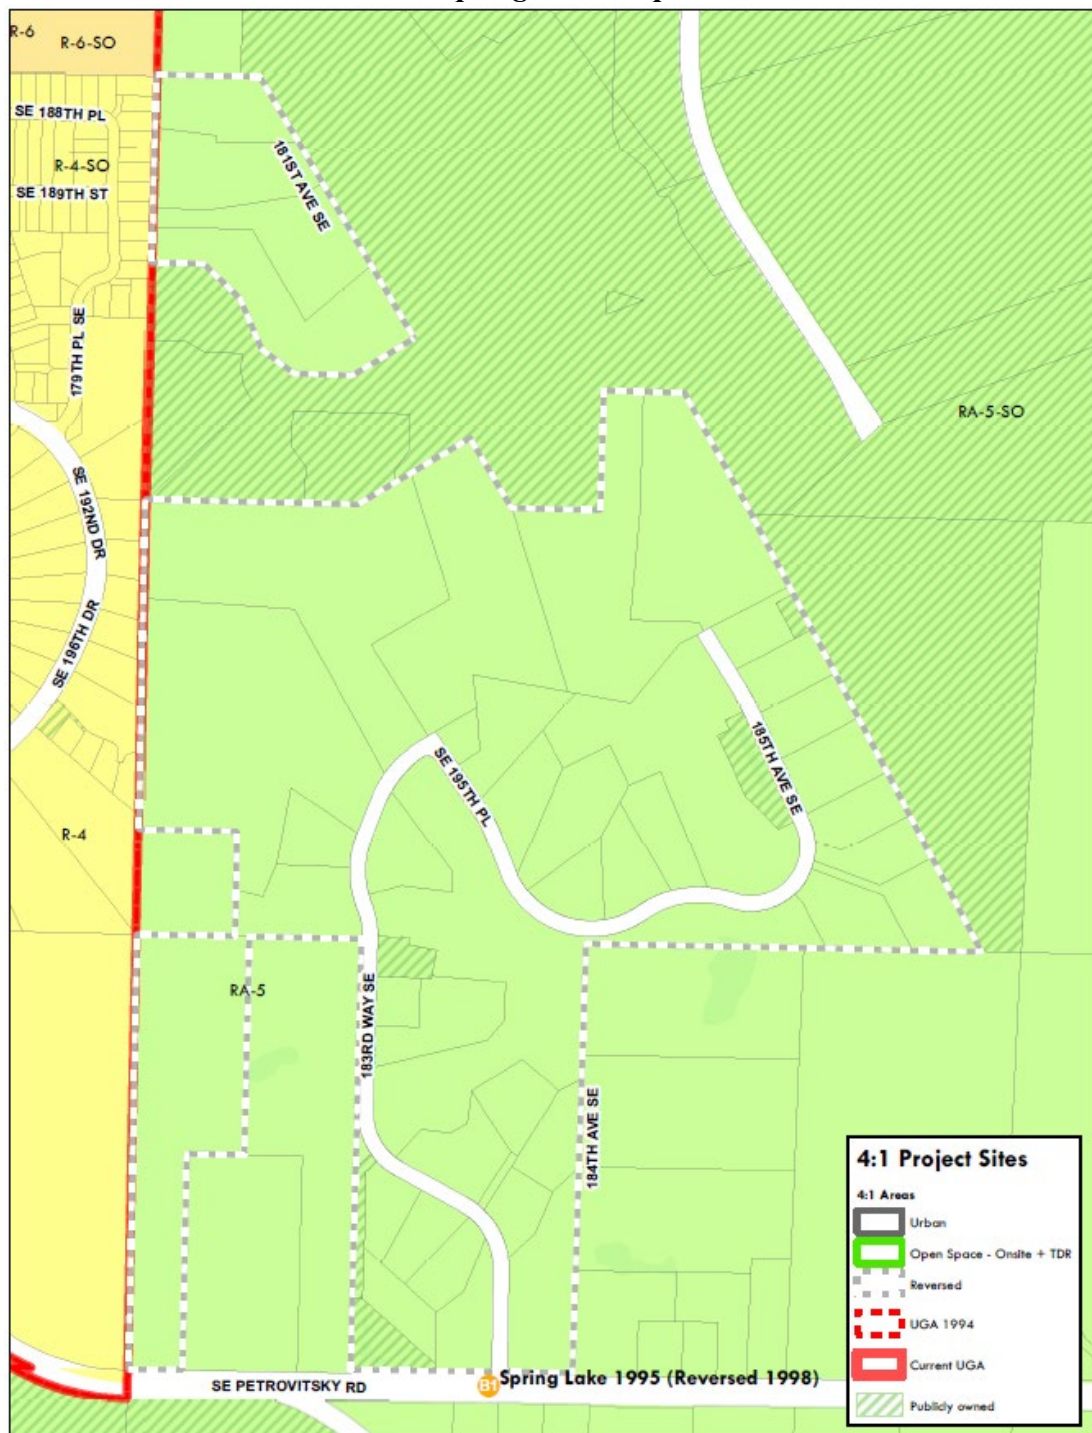 R-6
R-6-SO
SE 188TH PL
R-4-SO
SE 189TH ST
181ST AVE SE
179TH PL SE
RA-5-SO
SE 192ND DR
SE 196TH DR
185TH AVE SE
SE 195TH PL
R-4
RA-5
183RD WAY SE
184TH AVE SE
SE PETROVITSKY RD
B1
Spring Lake 1995 (Reversed 1998)
4:1 Project Sites
4:1 Areas
Urban
Open Space - Onsite + TDR
Reversed
UGA 1994
Current UGA
Publicly owned